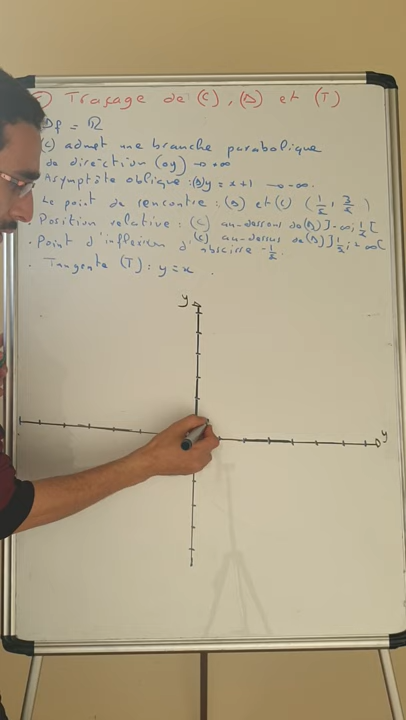 Traçage de (C), (Δ) et (T)
Df = ℝ
(C) admet une branche parabolique
de direction (oy) → +∞
Asymptôte oblique : (Δ) y = x + 1 → -∞.
Le point de rencontre : (Δ) et (C) (1/2, 3/2)
. Position relative : (C) au-dessous de (Δ) ]-∞; 1/2[
(C) au-dessus de (Δ) ]1/2; +∞[
. Point d'inflexion d'abscisse -1/2.
. Tangente (T) : y = x .
y
y